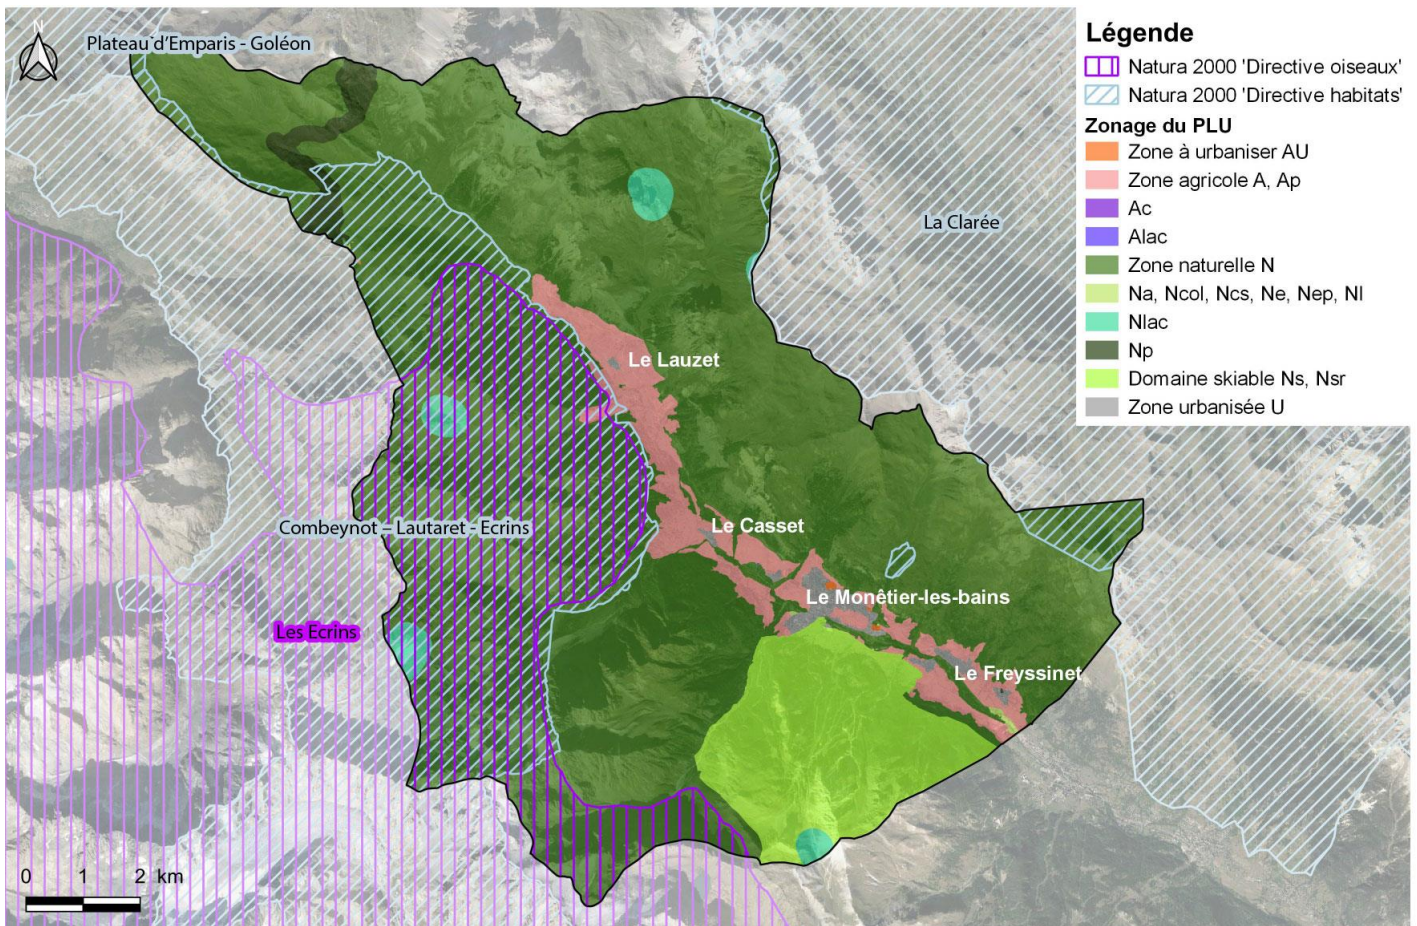 N
Plateau d'Emparis - Goléon
Légende
Natura 2000 'Directive oiseaux'
Natura 2000 'Directive habitats'
Zonage du PLU
Zone à urbaniser AU
Zone agricole A, Ap
Ac
Alac
Zone naturelle N
Na, Ncol, Ncs, Ne, Nep, Nl
Nlac
Np
Domaine skiable Ns, Nsr
Zone urbanisée U
La Clarée
Le Lauzet
Combeynot – Lautaret - Ecrins
Le Casset
Le Monêtier-les-bains
Les Ecrins
Le Freyssinet
0 1 2 km